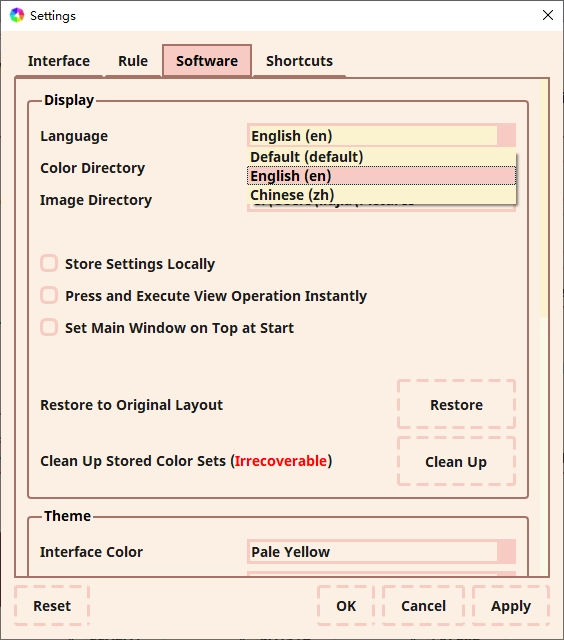 Settings
Interface Rule Software Shortcuts
Display
Language English (en)
Default (default)
Color Directory
English (en)
Image Directory
Chinese (zh)
Store Settings Locally
Press and Execute View Operation Instantly
Set Main Window on Top at Start
Restore to Original Layout Restore
Clean Up Stored Color Sets (Irrecoverable) Clean Up
Theme
Interface Color Pale Yellow
Reset OK Cancel Apply